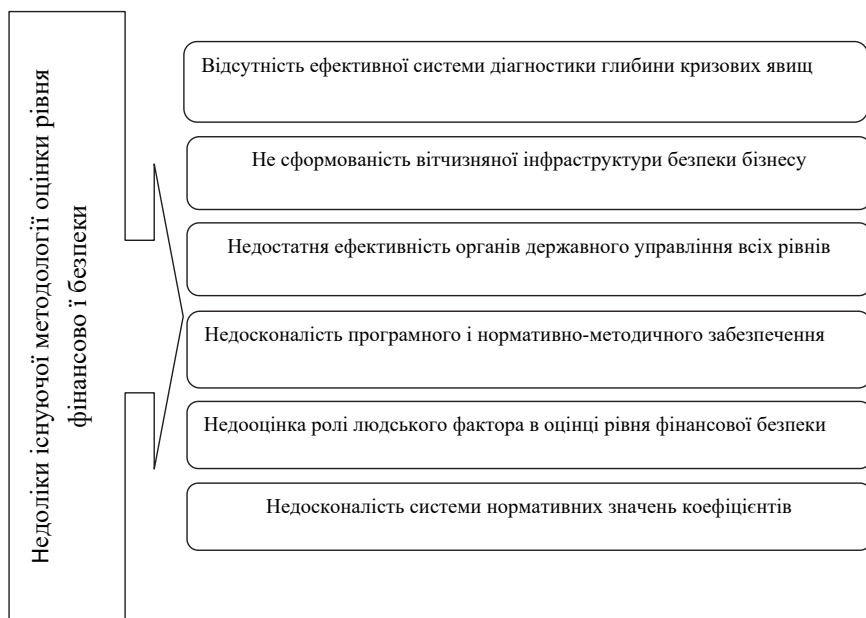 Недоліки існуючої методології оцінки рівня
фінансово ї безпеки
Відсутність ефективної системи діагностики глибини кризових явищ
Не сформованість вітчизняної інфраструктури безпеки бізнесу
Недостатня ефективність органів державного управління всіх рівнів
Недосконалість програмного і нормативно-методичного забезпечення
Недооцінка ролі людського фактора в оцінці рівня фінансової безпеки
Недосконалість системи нормативних значень коефіцієнтів